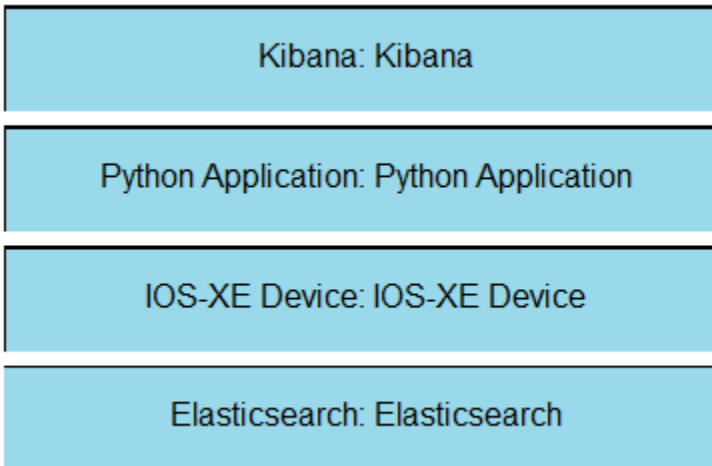 Kibana: Kibana
Python Application: Python Application
IOS-XE Device: IOS-XE Device
Elasticsearch: Elasticsearch